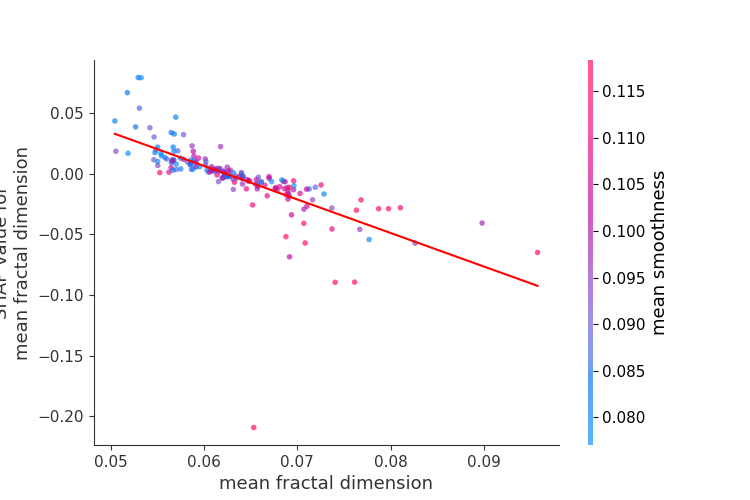 SHAP value for
mean fractal dimension
0.05
0.00
−0.05
−0.10
−0.15
−0.20
0.05 0.06 0.07 0.08 0.09
mean fractal dimension
0.115
0.110
0.105
0.100
0.095
0.090
0.085
0.080
mean smoothness